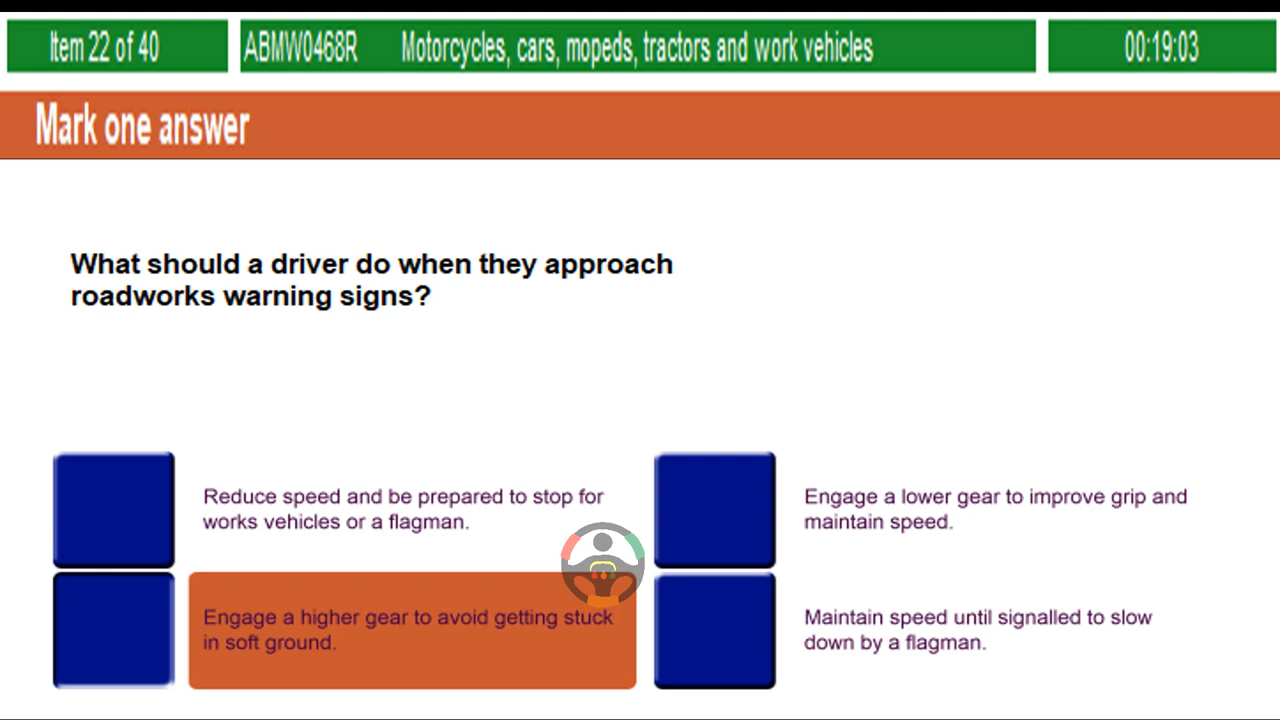 Item 22 of 40
ABMW0468R Motorcycles, cars, mopeds, tractors and work vehicles
00:19:03
Mark one answer
What should a driver do when they approach
roadworks warning signs?
Reduce speed and be prepared to stop for
works vehicles or a flagman.
Engage a lower gear to improve grip and
maintain speed.
Engage a higher gear to avoid getting stuck
in soft ground.
Maintain speed until signalled to slow
down by a flagman.